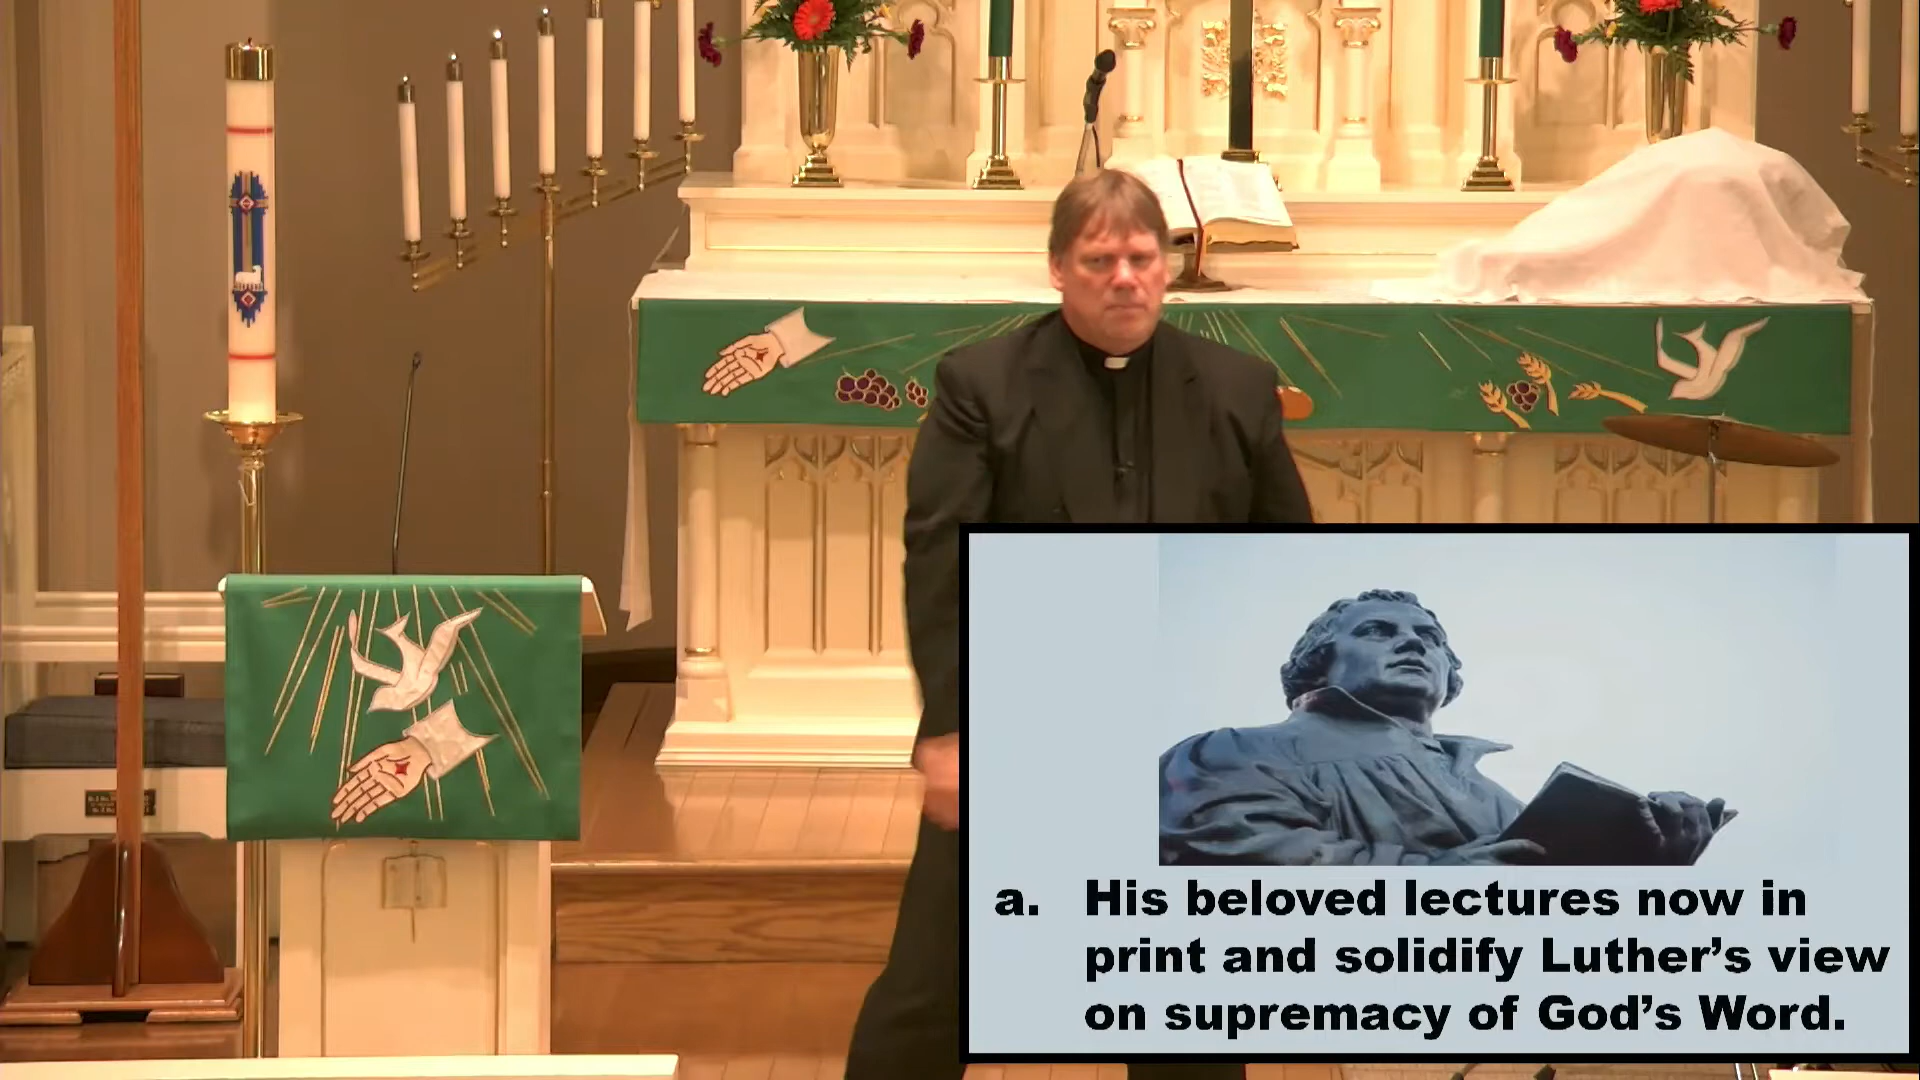 a. His beloved lectures now in
print and solidify Luther’s view
on supremacy of God’s Word.